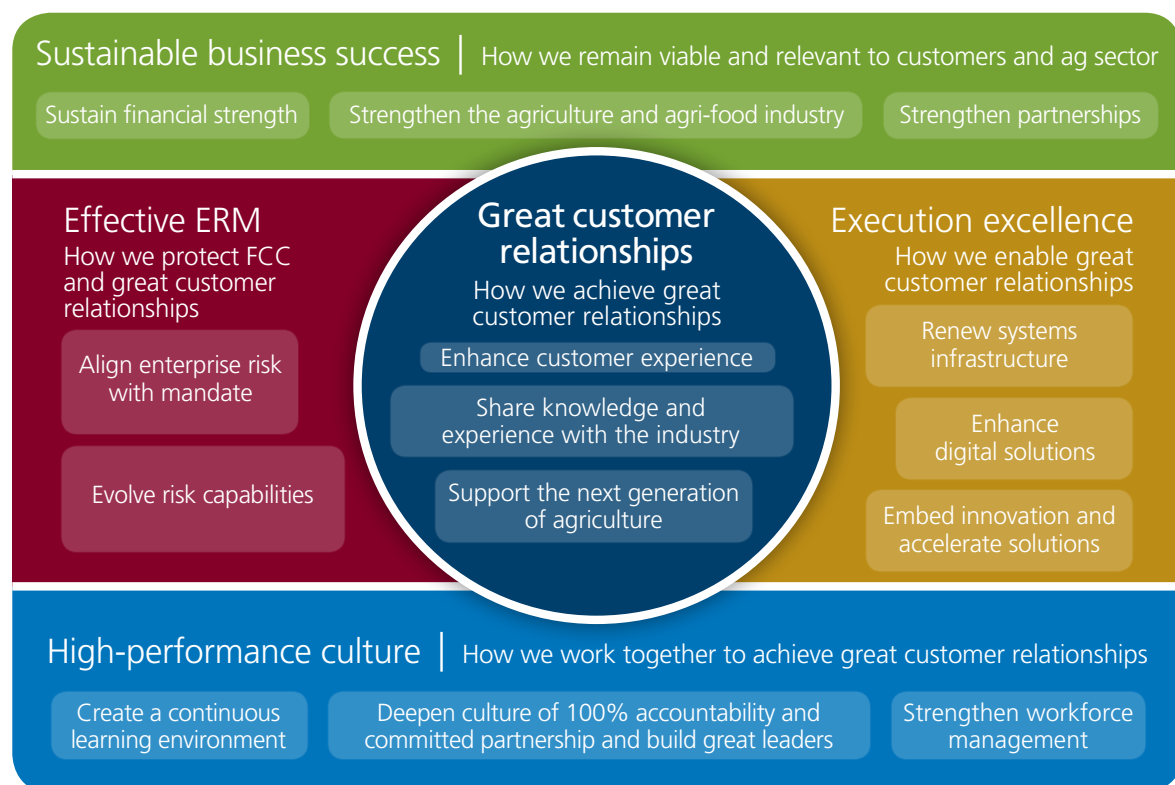 Sustainable business success | How we remain viable and relevant to customers and ag sector
Sustain financial strength
Strengthen the agriculture and agri-food industry
Strengthen partnerships
Effective ERM
How we protect FCC
and great customer
relationships
Align enterprise risk
with mandate
Evolve risk capabilities
Great customer
relationships
How we achieve great
customer relationships
Enhance customer experience
Share knowledge and
experience with the industry
Support the next generation
of agriculture
Execution excellence
How we enable great
customer relationships
Renew systems
infrastructure
Enhance
digital solutions
Embed innovation and
accelerate solutions
High-performance culture | How we work together to achieve great customer relationships
Create a continuous
learning environment
Deepen culture of 100% accountability and
committed partnership and build great leaders
Strengthen workforce
management